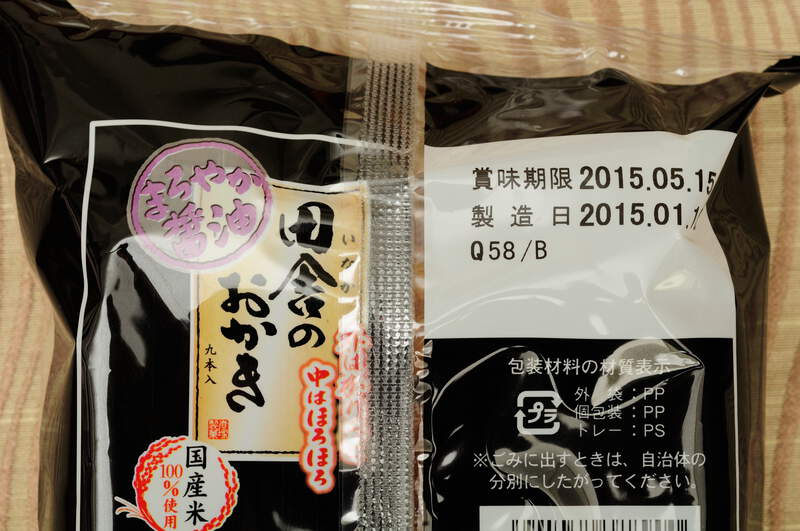 まろやか
醤油
田舎の
いなか
おかき
九本入
中はほろほろ
国産米
100%使用
賞味期限 2015.05.15
製造日 2015.01.
Q58/B
包装材料の材質表示
プラ
外袋:PP
個包装:PP
トレー:PS
※ごみに出すときは、自治体の
分別にしたがってください。